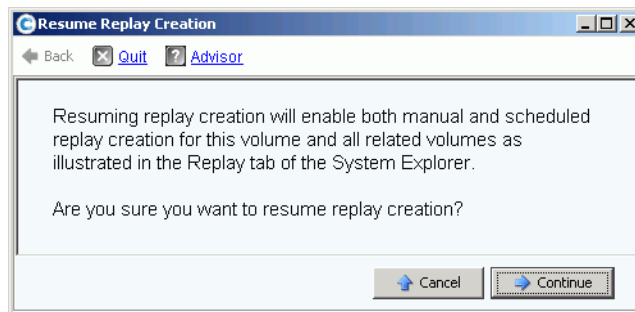 Resume Replay Creation
Back Quit ? Advisor
Resuming replay creation will enable both manual and scheduled
replay creation for this volume and all related volumes as
illustrated in the Replay tab of the System Explorer.
Are you sure you want to resume replay creation?
Cancel Continue